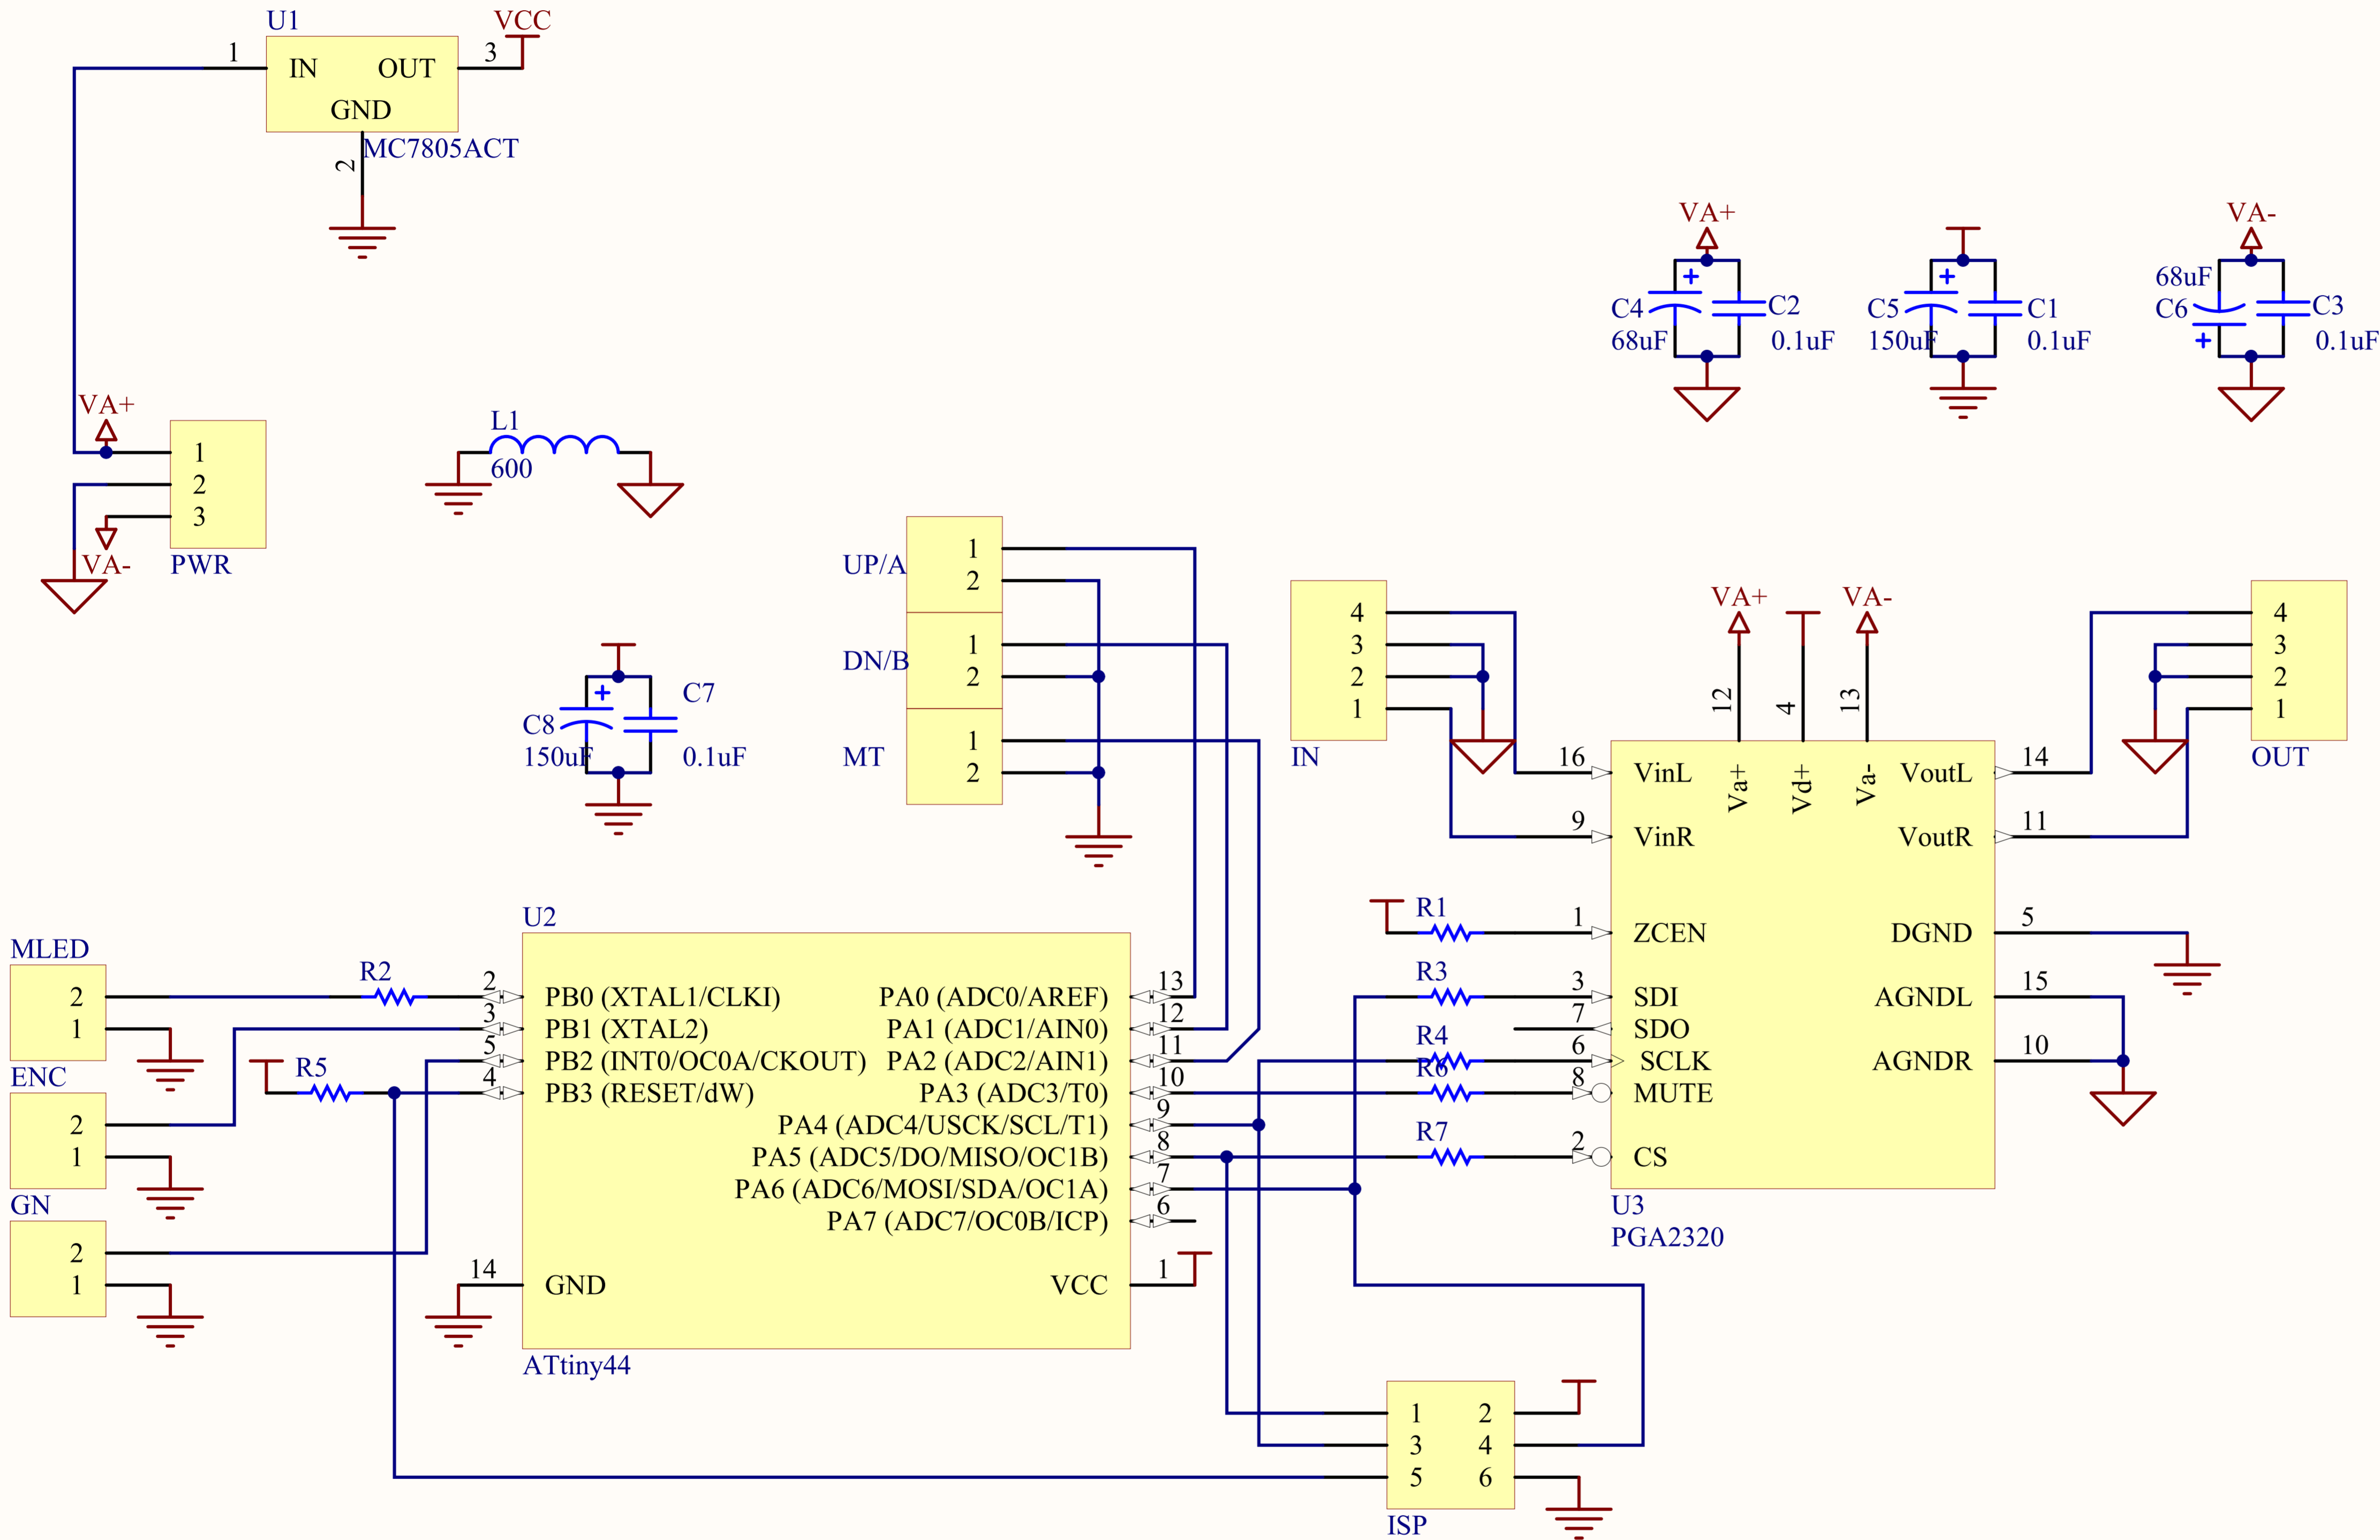 U1
VCC
1
IN
OUT
3
GND
2
MC7805ACT
VA+
1
2
3
VA-
PWR
L1
600
VA+
C4
68uF
C2
0.1uF
C5
150uF
C1
0.1uF
VA-
68uF
C6
C3
0.1uF
C8
150uF
C7
0.1uF
UP/A
1
2
DN/B
1
2
MT
1
2
IN
4
3
2
1
VA+
VA-
12
4
13
OUT
4
3
2
1
16
VinL
Va+
Vd+
Va-
VoutL
14
9
VinR
VoutR
11
R1
1
ZCEN
DGND
5
R3
3
SDI
AGNDL
15
7
SDO
R4
6
SCLK
AGNDR
10
R6
8
MUTE
R7
2
CS
U3
PGA2320
MLED
2
1
ENC
2
1
GN
2
1
R2
R5
U2
2
PB0 (XTAL1/CLKI)
PA0 (ADC0/AREF)
13
3
PB1 (XTAL2)
PA1 (ADC1/AIN0)
12
5
PB2 (INT0/OC0A/CKOUT)
PA2 (ADC2/AIN1)
11
4
PB3 (RESET/dW)
PA3 (ADC3/T0)
10
PA4 (ADC4/USCK/SCL/T1)
9
PA5 (ADC5/DO/MISO/OC1B)
8
PA6 (ADC6/MOSI/SDA/OC1A)
7
PA7 (ADC7/OC0B/ICP)
6
14
GND
VCC
1
ATtiny44
1
2
3
4
5
6
ISP